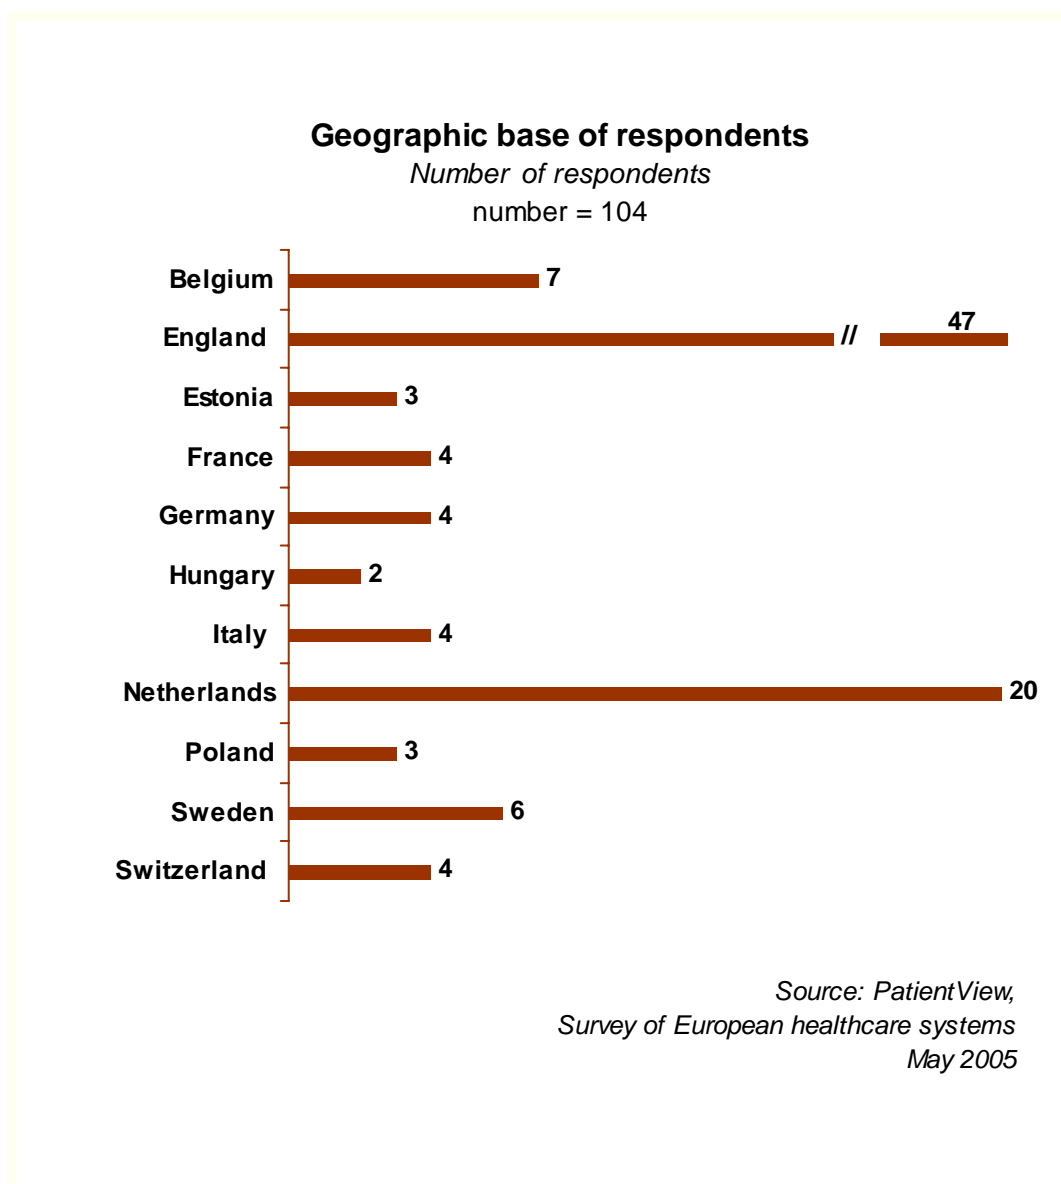 Geographic base of respondents
Number of respondents
number = 104
Belgium 7
England // 47
Estonia 3
France 4
Germany 4
Hungary 2
Italy 4
Netherlands 20
Poland 3
Sweden 6
Switzerland 4
Source: PatientView,
Survey of European healthcare systems
May 2005